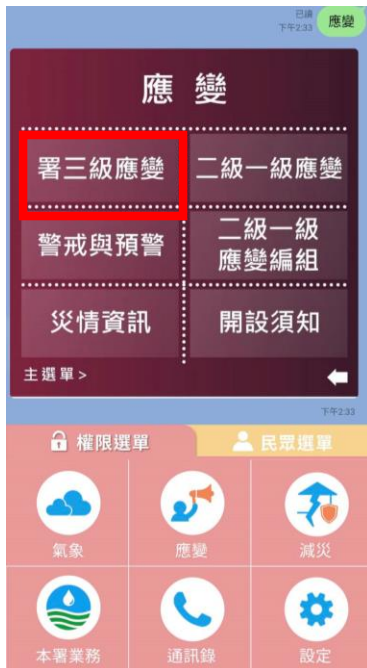 已讀
下午2:33
應變
應 變
署三級應變
二級一級應變
警戒與預警
二級一級
應變編組
災情資訊
開設須知
主選單>
下午2:33
權限選單
民眾選單
氣象
應變
減災
本署業務
通訊錄
設定